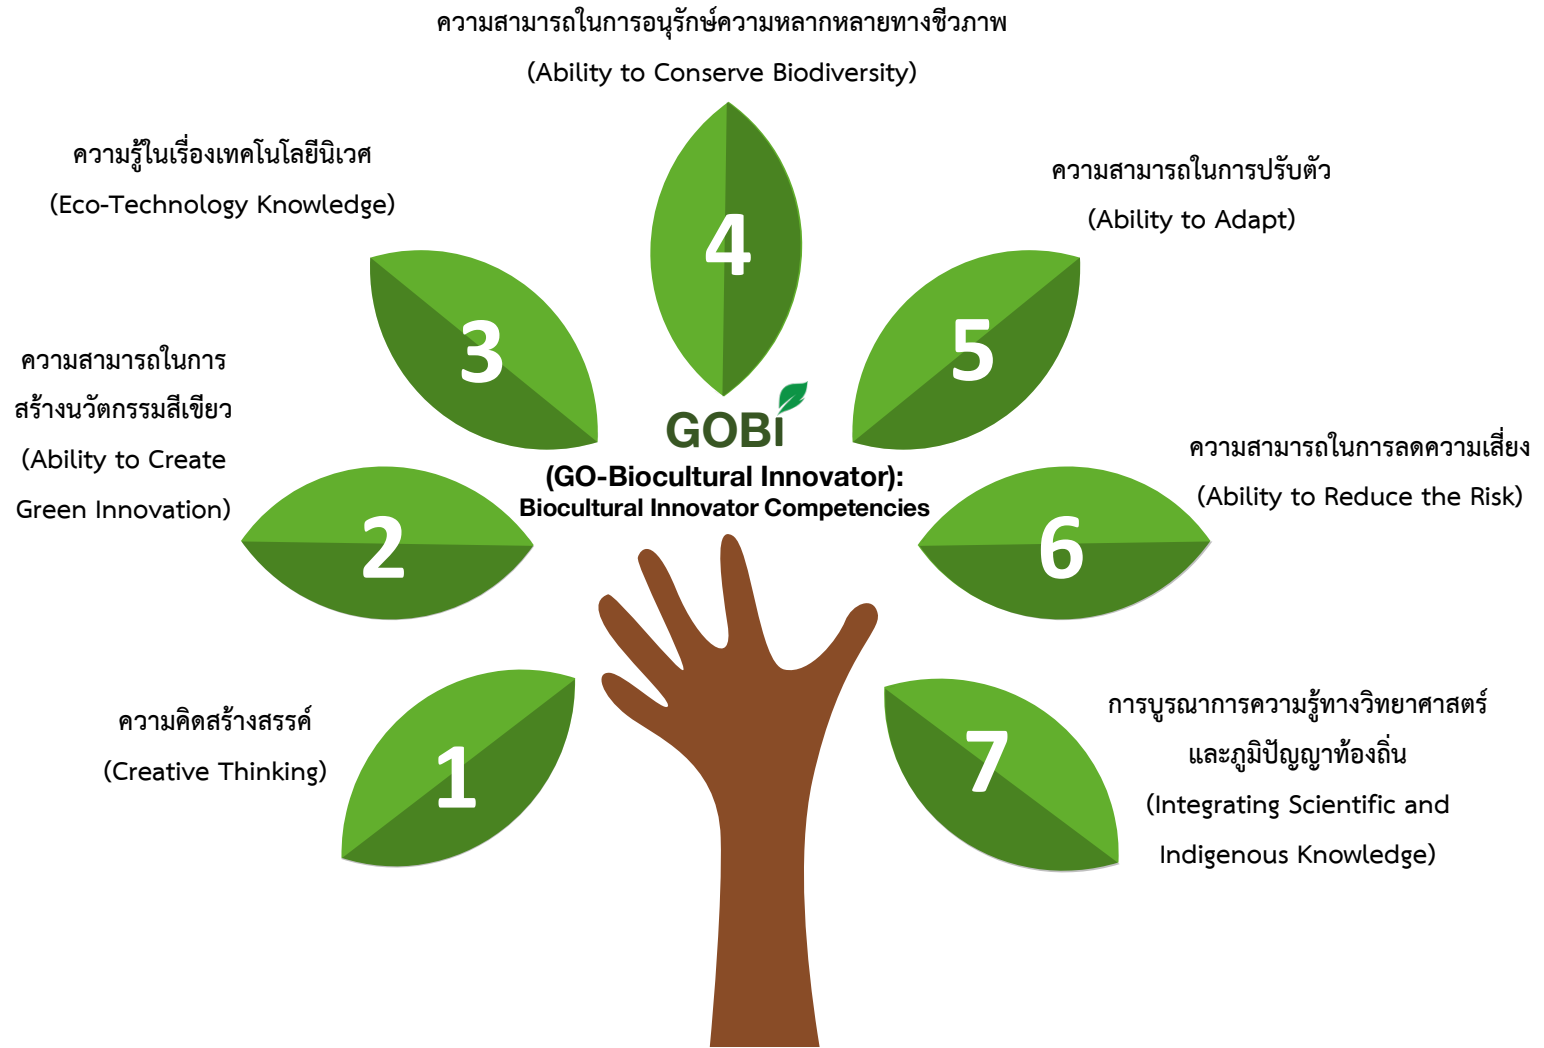 ความสามารถในการอนุรักษ์ความหลากหลายทางชีวภาพ
(Ability to Conserve Biodiversity)
ความรู้ในเรื่องเทคโนโลยีนิเวศ
(Eco-Technology Knowledge)
ความสามารถในการปรับตัว
(Ability to Adapt)
4
3
5
ความสามารถในการ
สร้างนวัตกรรมสีเขียว
(Ability to Create
Green Innovation)
GOBi
(GO-Biocultural Innovator):
Biocultural Innovator Competencies
ความสามารถในการลดความเสี่ยง
(Ability to Reduce the Risk)
2
6
ความคิดสร้างสรรค์
(Creative Thinking)
1
7
การบูรณาการความรู้ทางวิทยาศาสตร์
และภูมิปัญญาท้องถิ่น
(Integrating Scientific and
Indigenous Knowledge)